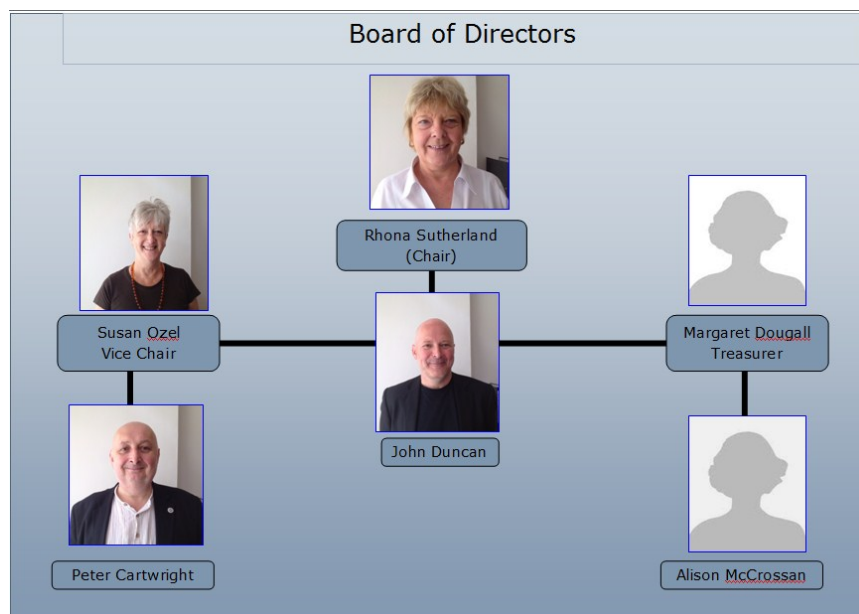 Board of Directors
Rhona Sutherland
(Chair)
Susan Ozel
Vice Chair
Margaret Dougall
Treasurer
John Duncan
Peter Cartwright
Alison McCrossan